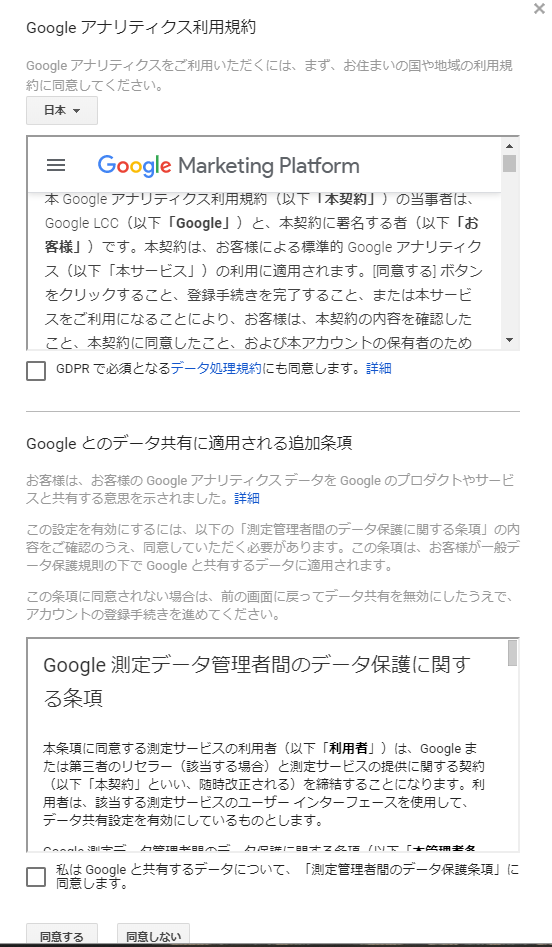 Google アナリティクス利用規約
Google アナリティクスをご利用いただくには、まず、お住まいの国や地域の利用規
約に同意してください。
日本
Google Marketing Platform
本 Google アナリティクス利用規約（以下「本契約」）の当事者は、
Google LCC（以下「Google」）と、本契約に署名する者（以下「お
客様」）です。本契約は、お客様による標準的 Google アナリティク
ス（以下「本サービス」）の利用に適用されます。[同意する] ボタン
をクリックすること、登録手続きを完了すること、または本サービ
スをご利用になることにより、お客様は、本契約の内容を確認した
こと、本契約に同意したこと、および本アカウントの保有者のため
GDPR で必須となるデータ処理規約にも同意します。詳細
Google とのデータ共有に適用される追加条項
お客様は、お客様の Google アナリティクス データを Google のプロダクトやサービ
スと共有する意思を示されました。詳細
この設定を有効にするには、以下の「測定管理者間のデータ保護に関する条項」の内
容をご確認のうえ、同意していただく必要があります。この条項は、お客様が一般デ
ータ保護規則の下で Google と共有するデータに適用されます。
この条項に同意されない場合は、前の画面に戻ってデータ共有を無効にしたうえで、
アカウントの登録手続きを進めてください。
Google 測定データ管理者間のデータ保護に関す
る条項
本条項に同意する測定サービスの利用者（以下「利用者」）は、Google ま
たは第三者のリセラー（該当する場合）と測定サービスの提供に関する契約
（以下「本契約」といい、随時改正される）を締結することになります。利
用者は、該当する測定サービスのユーザー インターフェースを使用して、
データ共有設定を有効にしているものとします。
Google 測定データ管理者間のデータ保護に関する条項（以下「本管理者条
私は Google と共有するデータについて、「測定管理者間のデータ保護条項」に
同意します。
同意する
同意しない